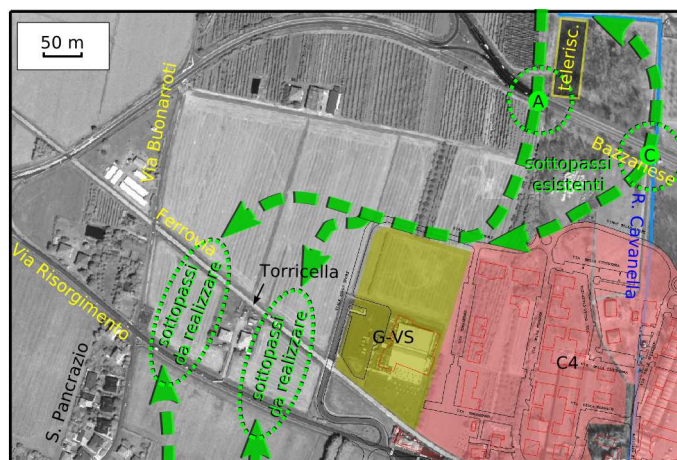 50 m
telerisc.
A
Via Buonarroti
Bazzanese
C
sottopassi
esistenti
R. Cavanella
Ferrovia
Via Risorgimento
sottopassi
da realizzare
Torricella
sottopassi
da realizzare
G-VS
C4
S. Pancrazio